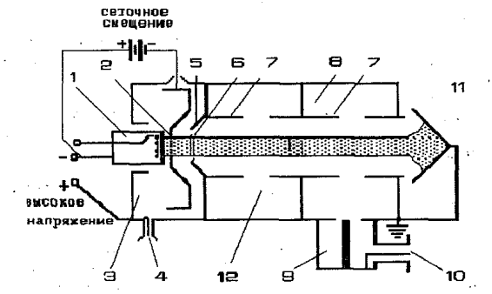 сеточное
смещение
+ -
1 2 5 6 7 8 7 11
-
+
высокое
напряжение
3 4 12 9 10